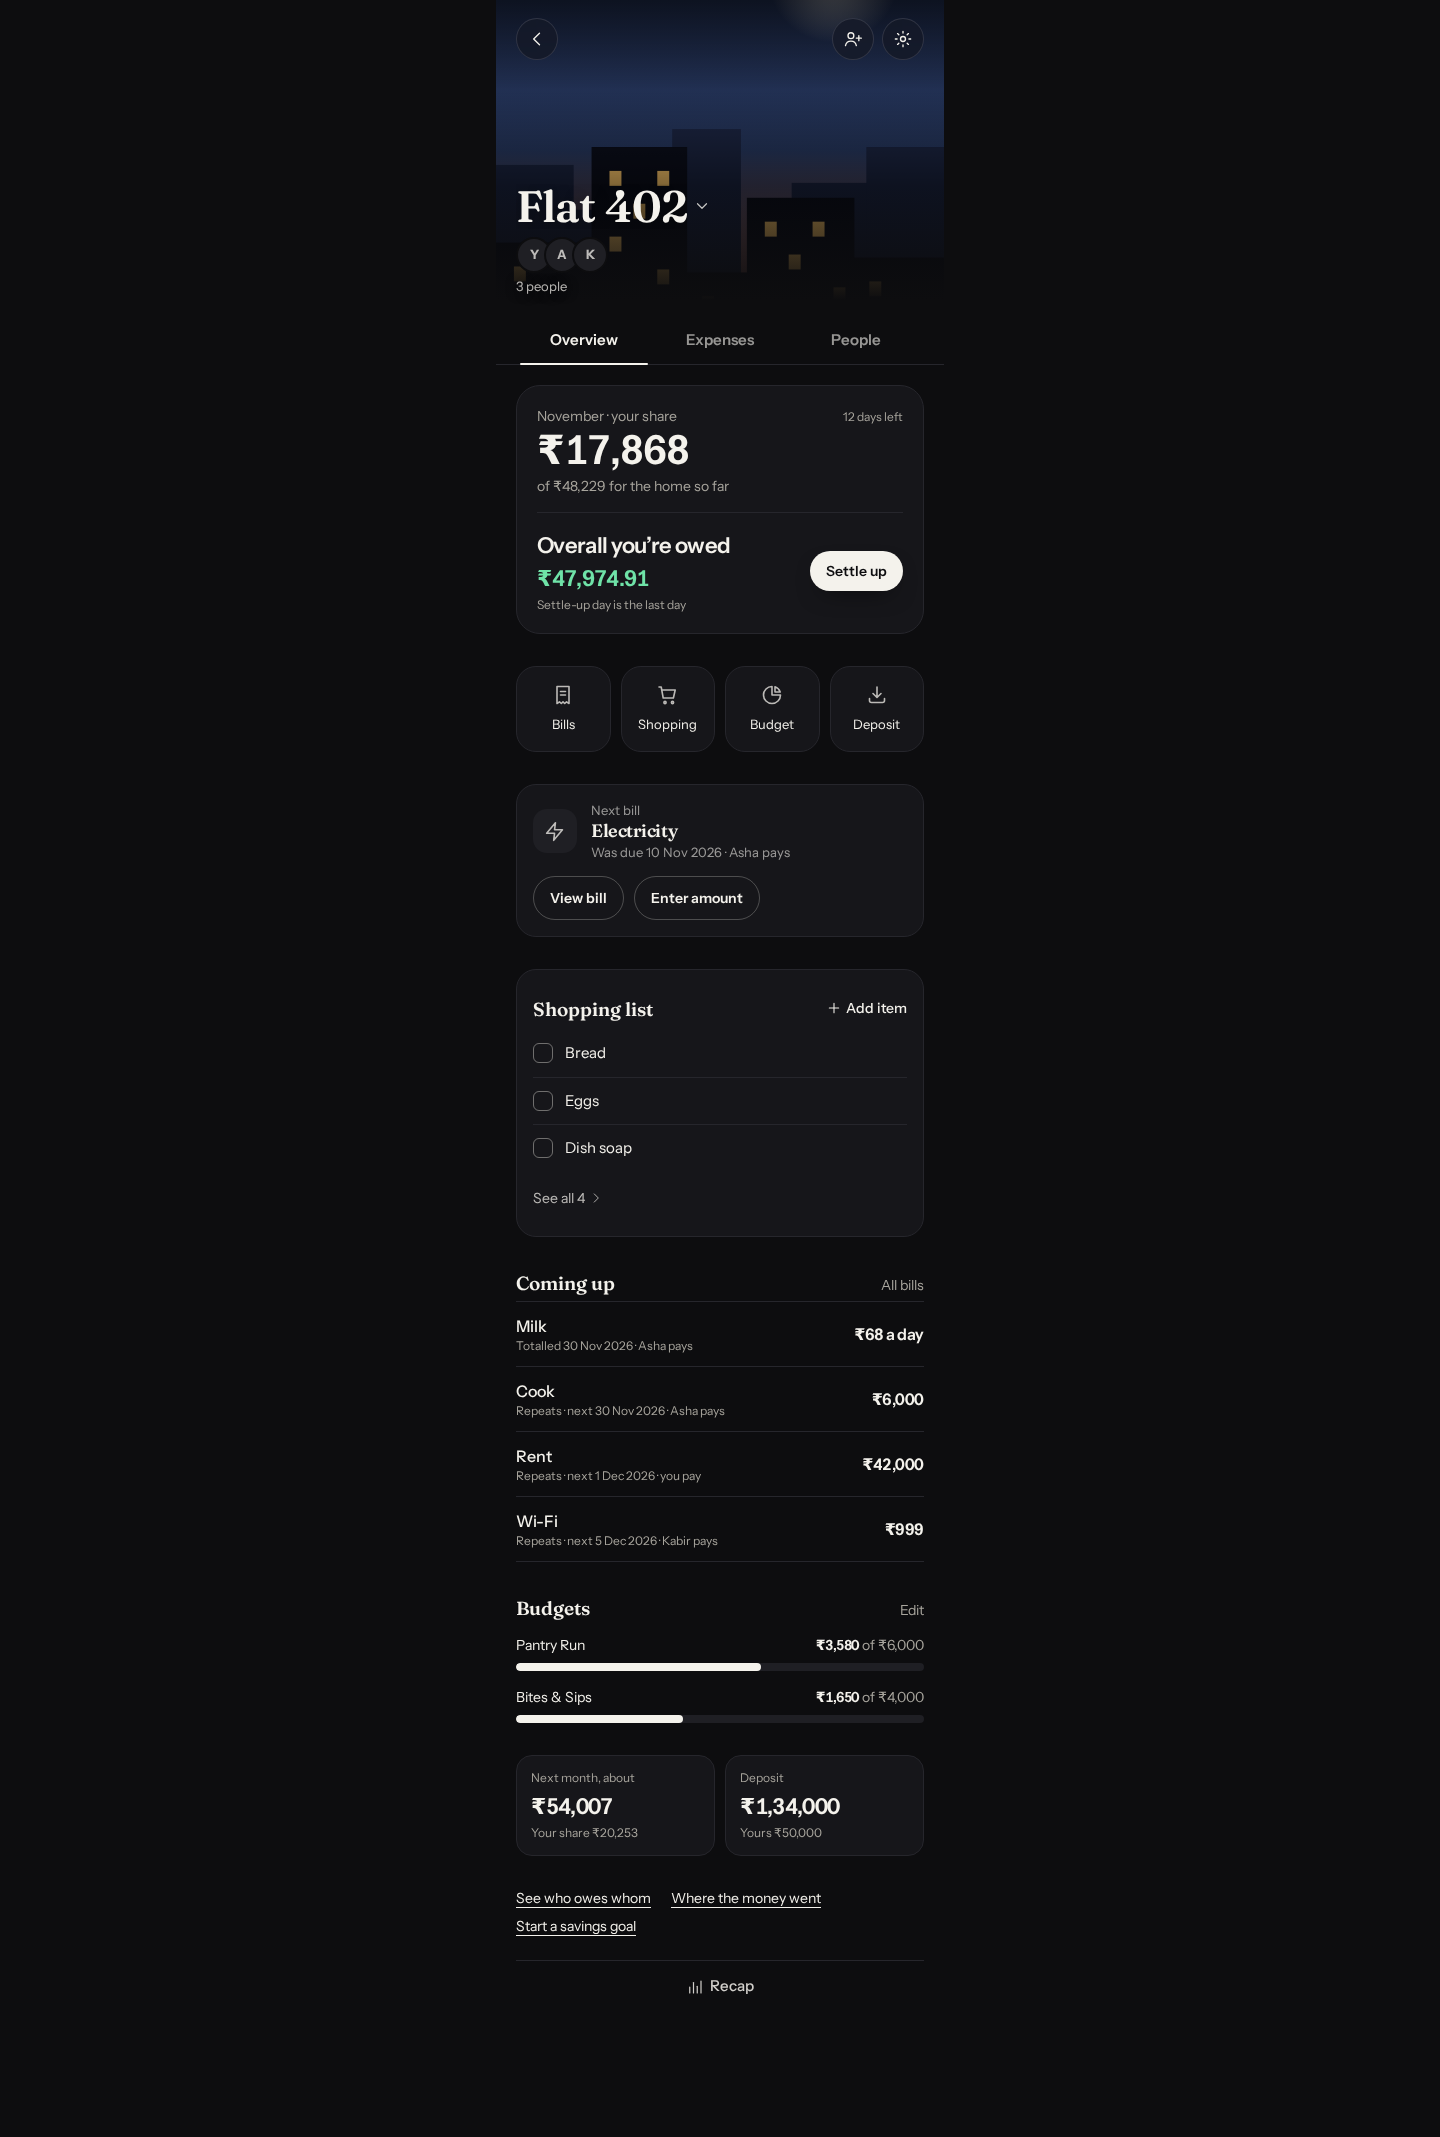 Flat 402
Y A K
3 people
Overview Expenses People
November · your share 12 days left
₹17,868
of ₹48,229 for the home so far
Overall you’re owed
₹47,974.91
Settle up
Settle-up day is the last day
Bills Shopping Budget Deposit
Next bill
Electricity
Was due 10 Nov 2026 · Asha pays
View bill Enter amount
Shopping list Add item
Bread
Eggs
Dish soap
See all 4
Coming up All bills
Milk
₹68 a day
Totalled 30 Nov 2026 · Asha pays
Cook
₹6,000
Repeats · next 30 Nov 2026 · Asha pays
Rent
₹42,000
Repeats · next 1 Dec 2026 · you pay
Wi-Fi
₹999
Repeats · next 5 Dec 2026 · Kabir pays
Budgets Edit
Pantry Run ₹3,580 of ₹6,000
Bites & Sips ₹1,650 of ₹4,000
Next month, about
₹54,007
Your share ₹20,253
Deposit
₹1,34,000
Yours ₹50,000
See who owes whom Where the money went
Start a savings goal
Recap